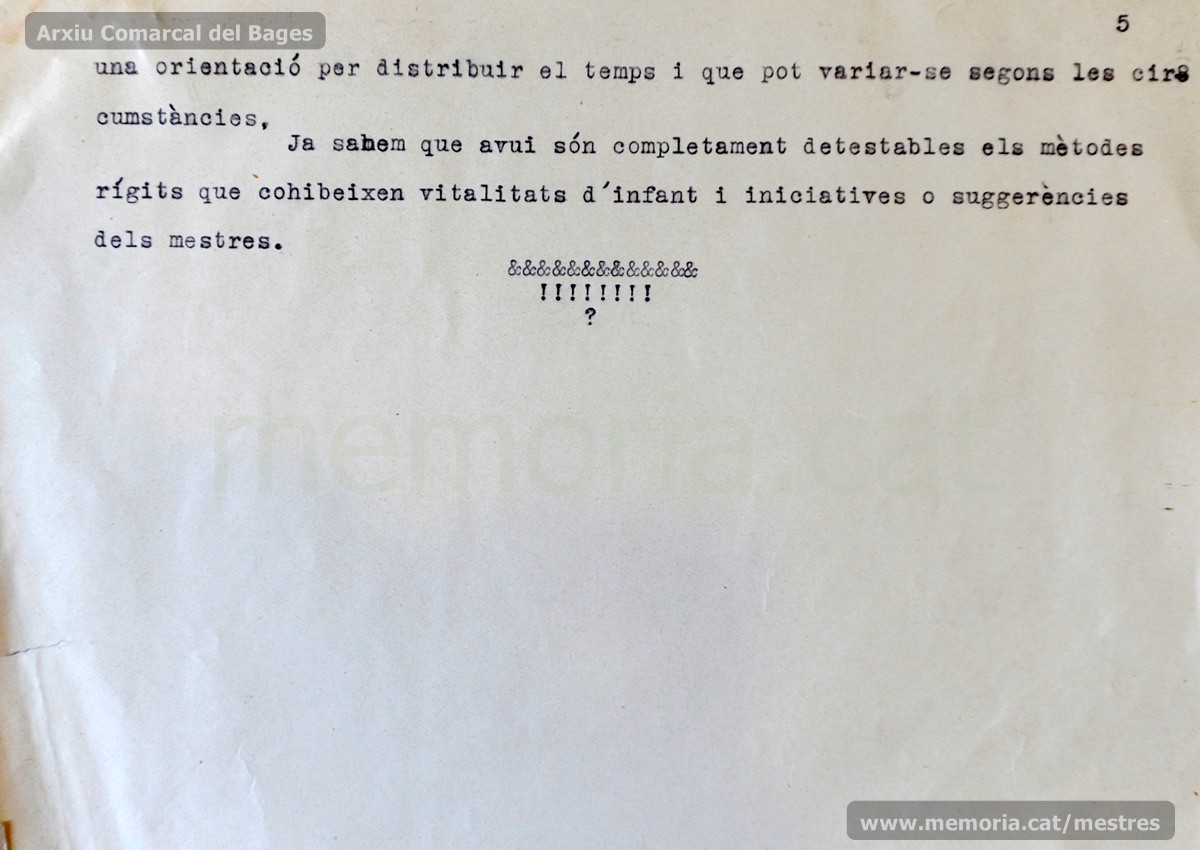 Arxiu Comarcal del Bages
5
una orientació per distribuir el temps i que pot variar-se segons les cir
cumstàncies,
Ja sabem que avui són completament detestables els mètodes
rígits que cohibeixen vitalitats d'infant i iniciatives o suggerències
dels mestres.
&&&&&&&&&&&&&
!!!!!!!!
?
memòria.cat
www.memoria.cat/mestres